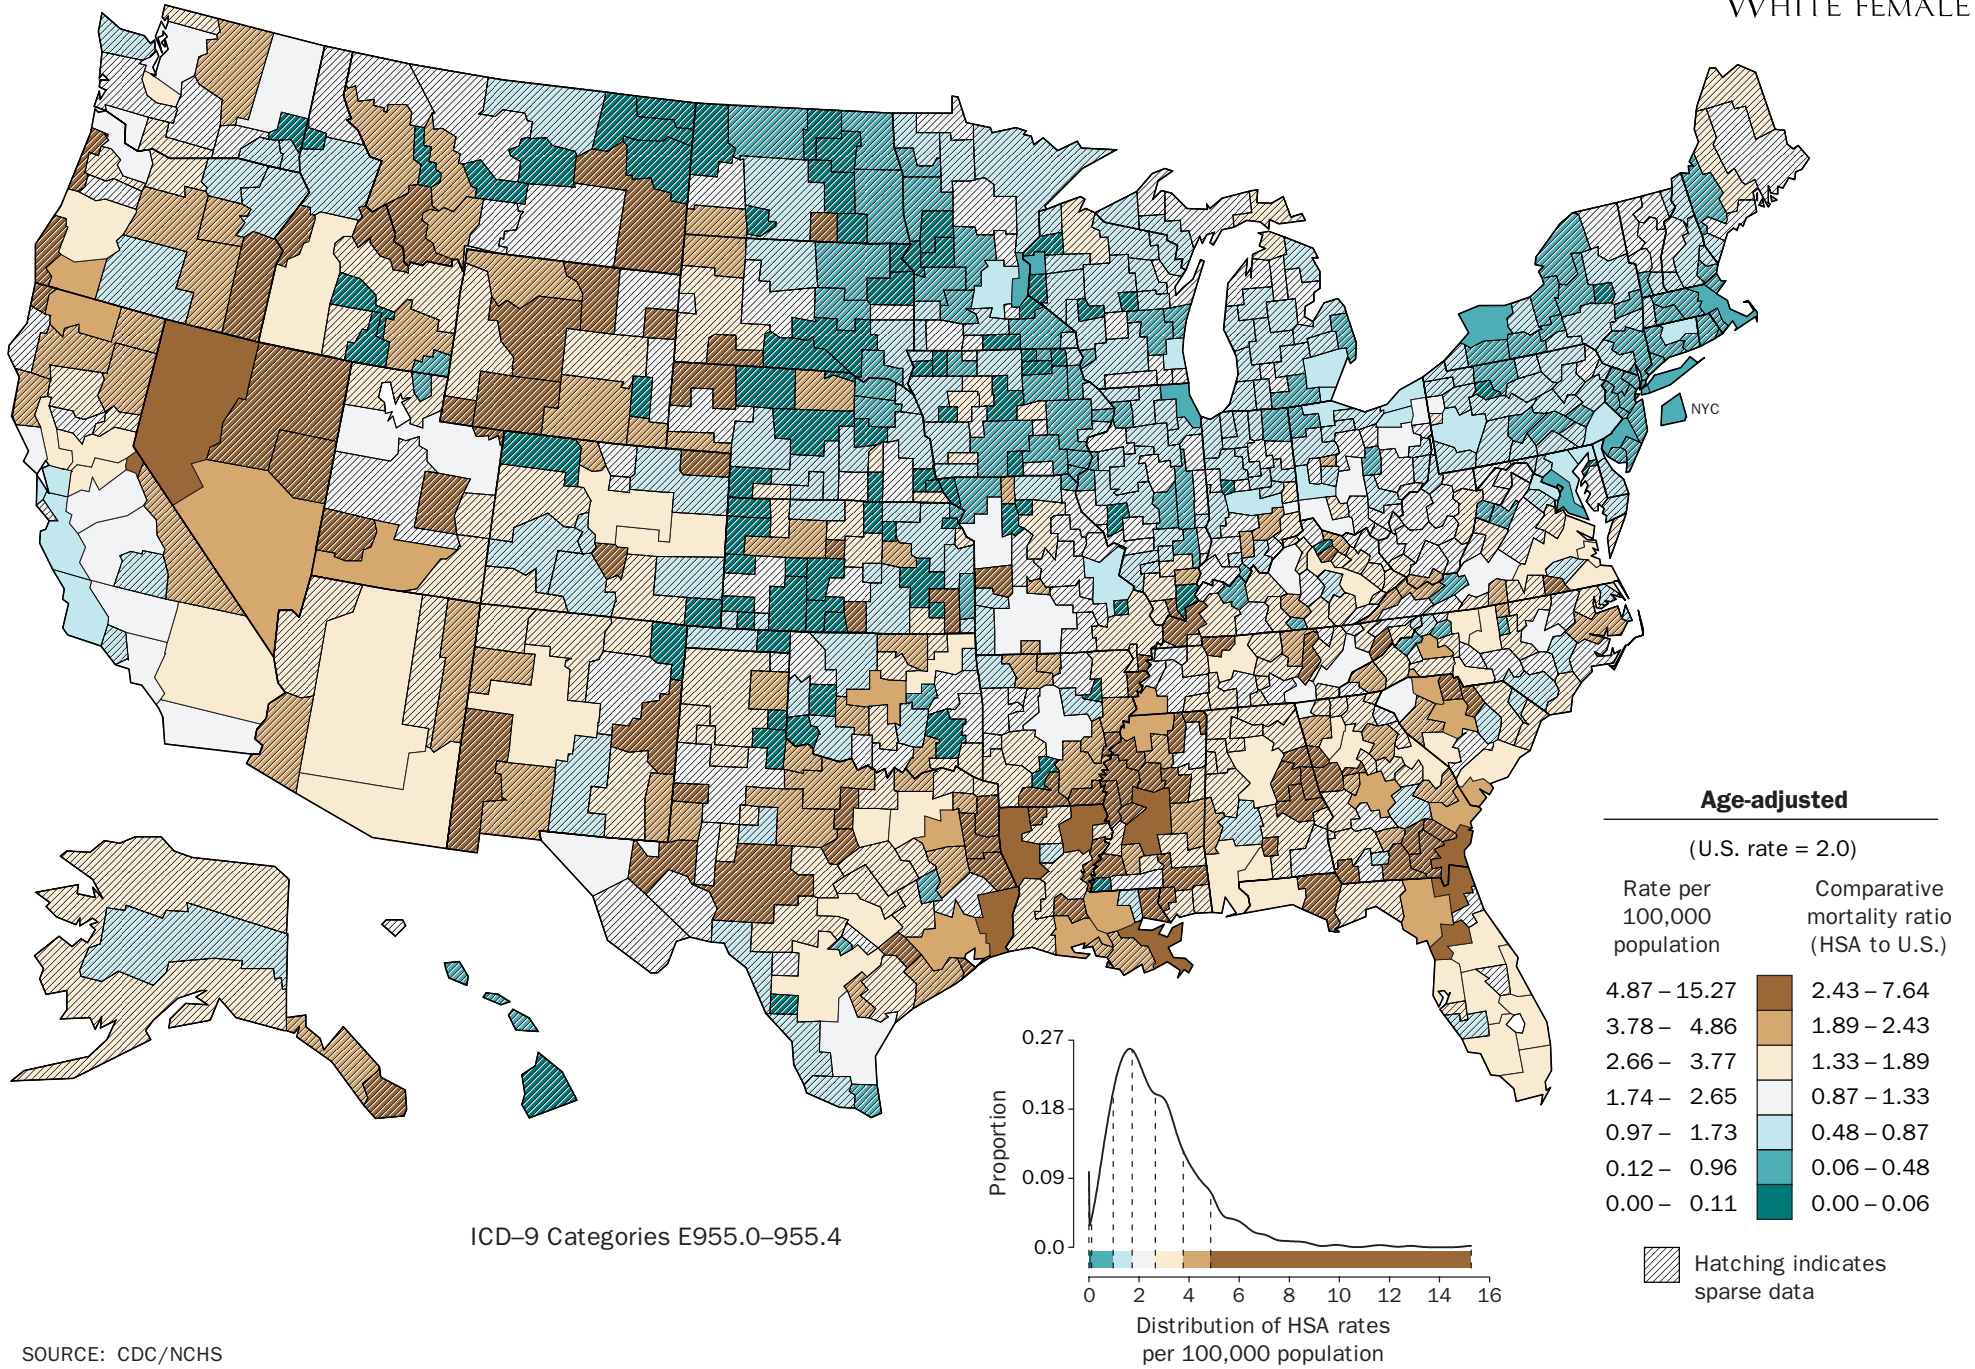 WHITE FEMALE
NYC
Age-adjusted
(U.S. rate = 2.0)
Rate per
100,000
population
Comparative
mortality ratio
(HSA to U.S.)
4.87 – 15.27 2.43 – 7.64
3.78 – 4.86 1.89 – 2.43
2.66 – 3.77 1.33 – 1.89
1.74 – 2.65 0.87 – 1.33
0.97 – 1.73 0.48 – 0.87
0.12 – 0.96 0.06 – 0.48
0.00 – 0.11 0.00 – 0.06
Hatching indicates
sparse data
0.27
0.18
0.09
0.0
Proportion
0 2 4 6 8 10 12 14 16
Distribution of HSA rates
per 100,000 population
ICD–9 Categories E955.0–955.4
SOURCE: CDC/NCHS